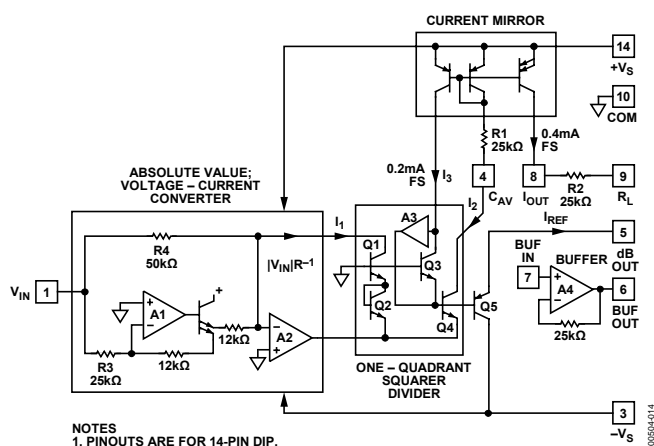 CURRENT MIRROR
14
+VS
10
COM
R1
25kΩ
0.4mA
FS
0.2mA
FS
I3
4
CAV
8
IOUT
R2
25kΩ
9
RL
ABSOLUTE VALUE;
VOLTAGE – CURRENT
CONVERTER
I1
I2
A3
IREF
5
dB
OUT
R4
50kΩ
|VIN|R–1
Q1
Q3
BUF
IN
BUFFER
7
A4
6
BUF
OUT
VIN
1
+
A1
12kΩ
Q2
Q4
Q5
A2
25kΩ
R3
25kΩ
12kΩ
ONE – QUADRANT
SQUARER
DIVIDER
3
–VS
NOTES
1. PINOUTS ARE FOR 14-PIN DIP.
00504-014